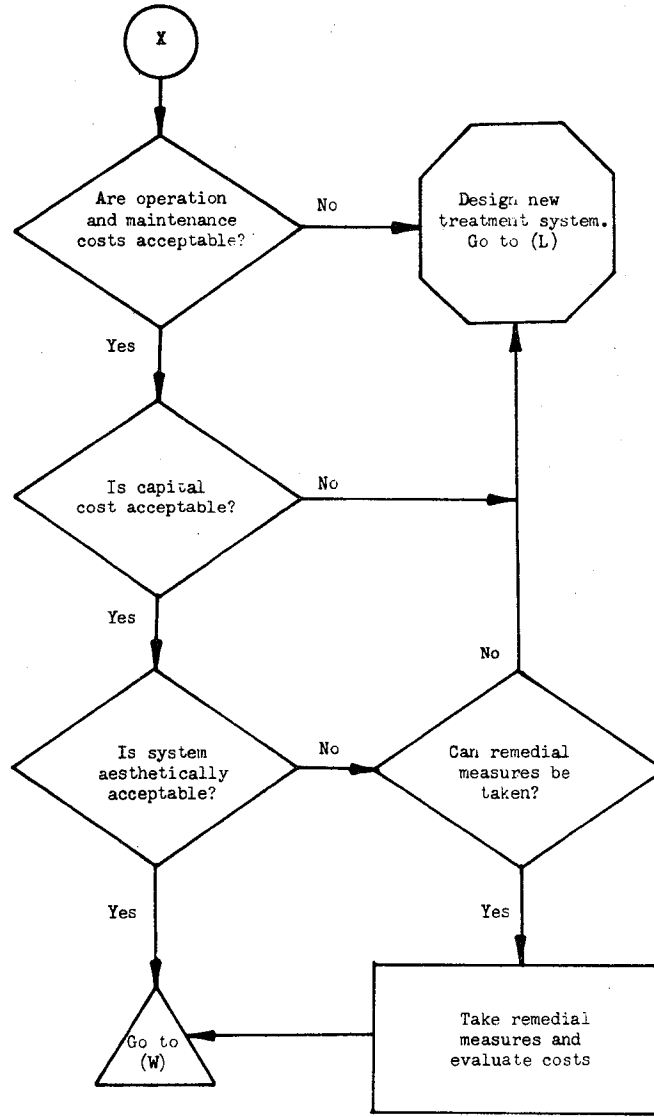 X
Are operation
and maintenance
costs acceptable?
No
Design new
treatment system.
Go to (L)
Yes
Is capital
cost acceptable?
No
Yes
No
Is system
aesthetically
acceptable?
No
Can remedial
measures be
taken?
Yes
Yes
Go to
(W)
Take remedial
measures and
evaluate costs